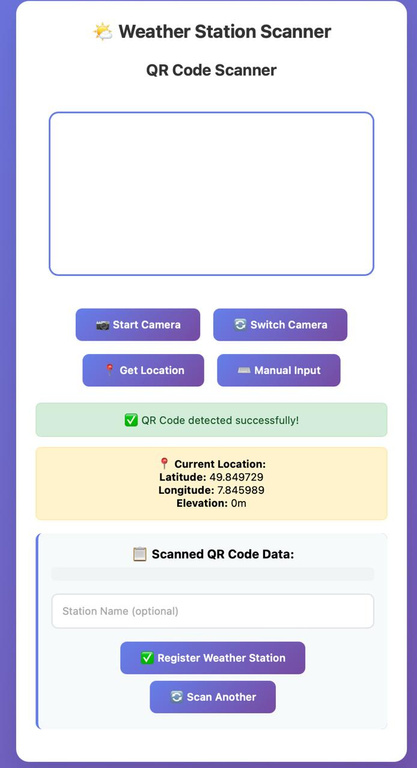 🌤️ Weather Station Scanner
QR Code Scanner
📷 Start Camera
🔄 Switch Camera
📍 Get Location
⌨️ Manual Input
✅ QR Code detected successfully!
📍 Current Location:
Latitude: 49.849729
Longitude: 7.845989
Elevation: 0m
📋 Scanned QR Code Data:
Station Name (optional)
✅ Register Weather Station
🔄 Scan Another